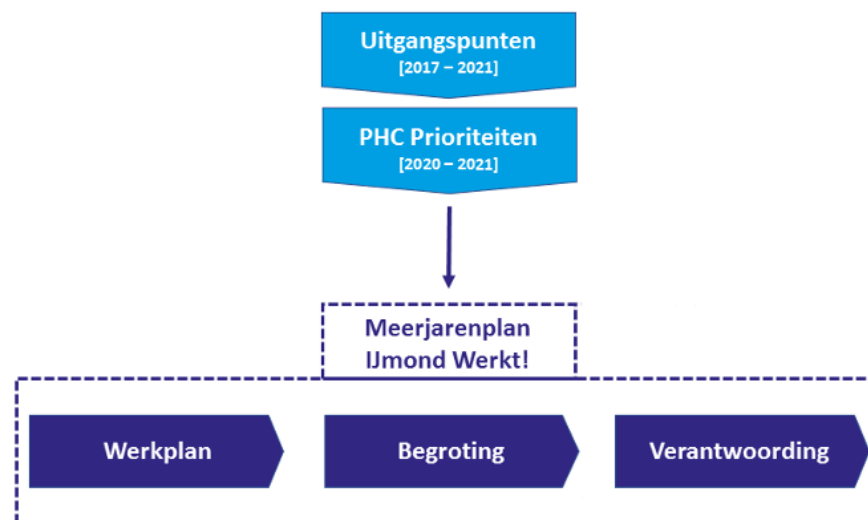 Uitgangspunten
[2017 – 2021]
PHC Prioriteiten
[2020 – 2021]
Meerjarenplan
IJmond Werkt!
Werkplan
Begroting
Verantwoording